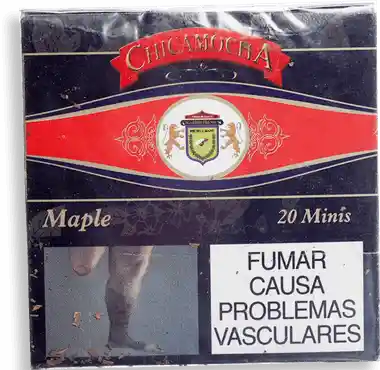 CHICAMOCHA
Maple
20 Minis
FUMAR
CAUSA
PROBLEMAS
VASCULARES